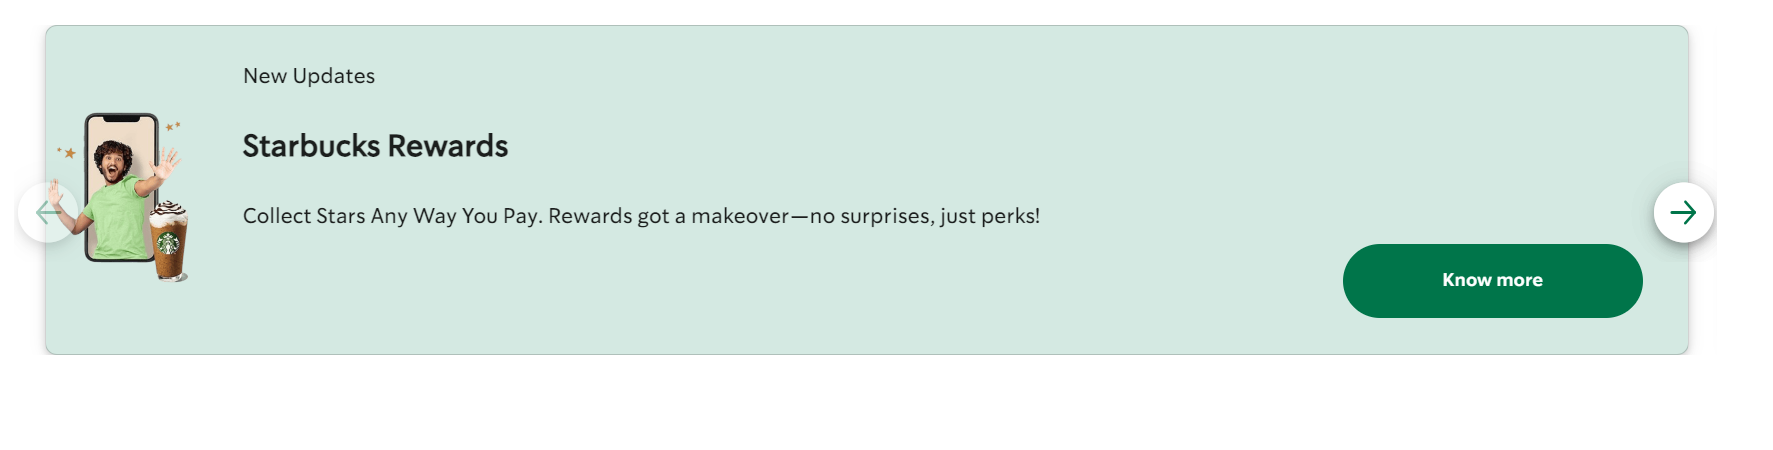 New Updates
Starbucks Rewards
Collect Stars Any Way You Pay. Rewards got a makeover—no surprises, just perks!
Know more